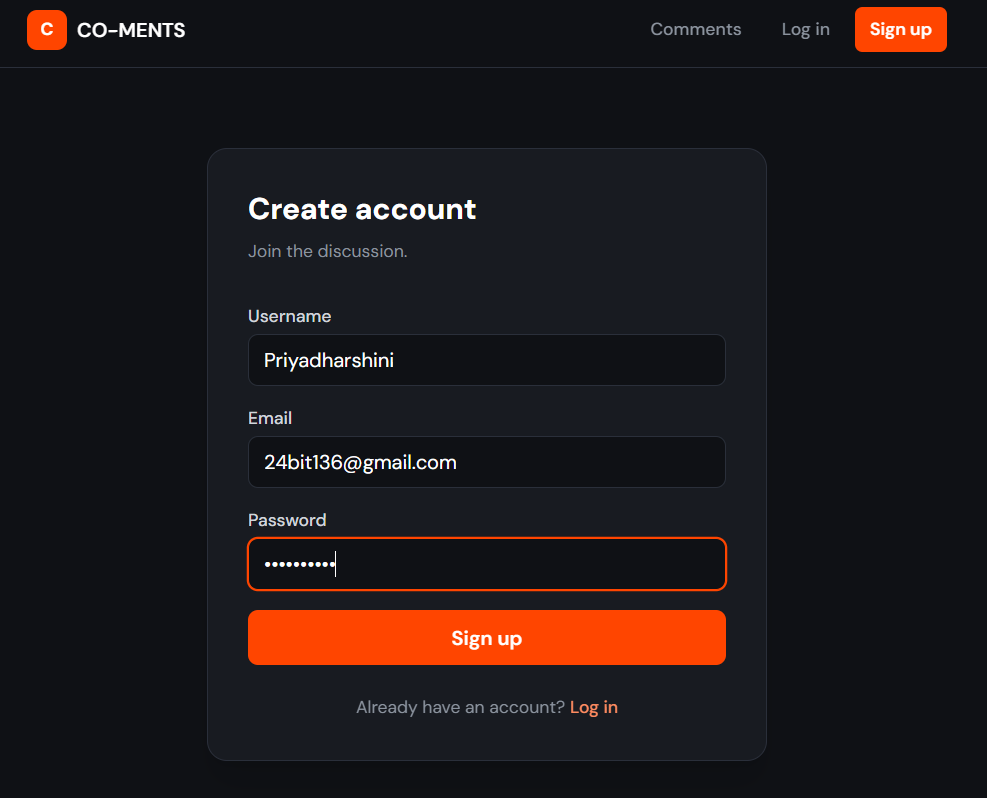 C CO-MENTS Comments Log in Sign up
Create account
Join the discussion.
Username
Priyadharshini
Email
24bit136@gmail.com
Password
••••••••••
Sign up
Already have an account? Log in